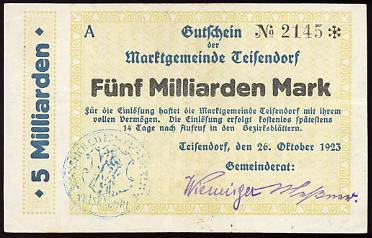 A
Gutschein
№ 2145 ✻
der
Marktgemeinde Teisendorf
Fünf Milliarden Mark
Für die Einlösung haftet die Marktgemeinde Teisendorf mit ihrem
vollen Vermögen. Die Einlösung erfolgt kostenlos spätestens
14 Tage nach Aufruf in den Bezirksblättern.
Teisendorf, den 26. Oktober 1923
Gemeinderat:
5 Milliarden